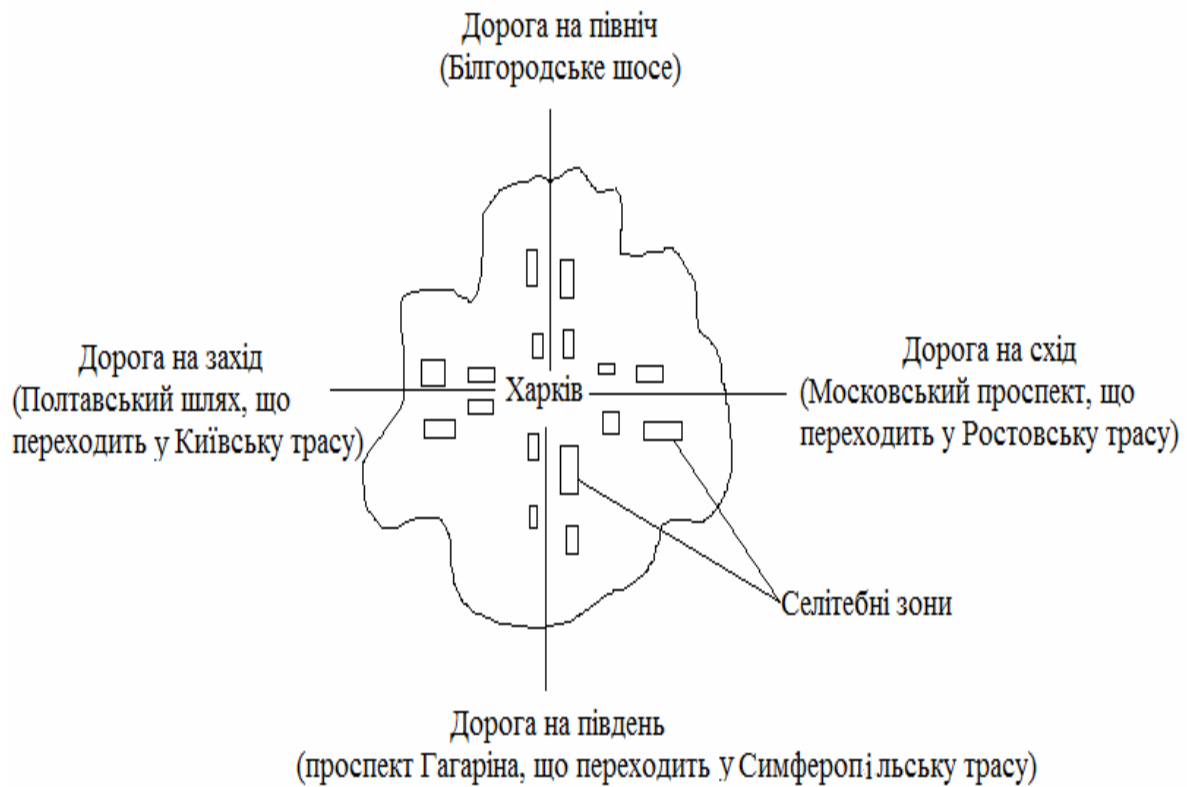 Дорога на північ
(Білгородське шосе)
Дорога на захід
(Полтавський шлях, що
переходить у Київську трасу)
Харків
Дорога на схід
(Московський проспект, що
переходить у Ростовську трасу)
Селітебні зони
Дорога на південь
(проспект Гагаріна, що переходить у Симферопільську трасу)